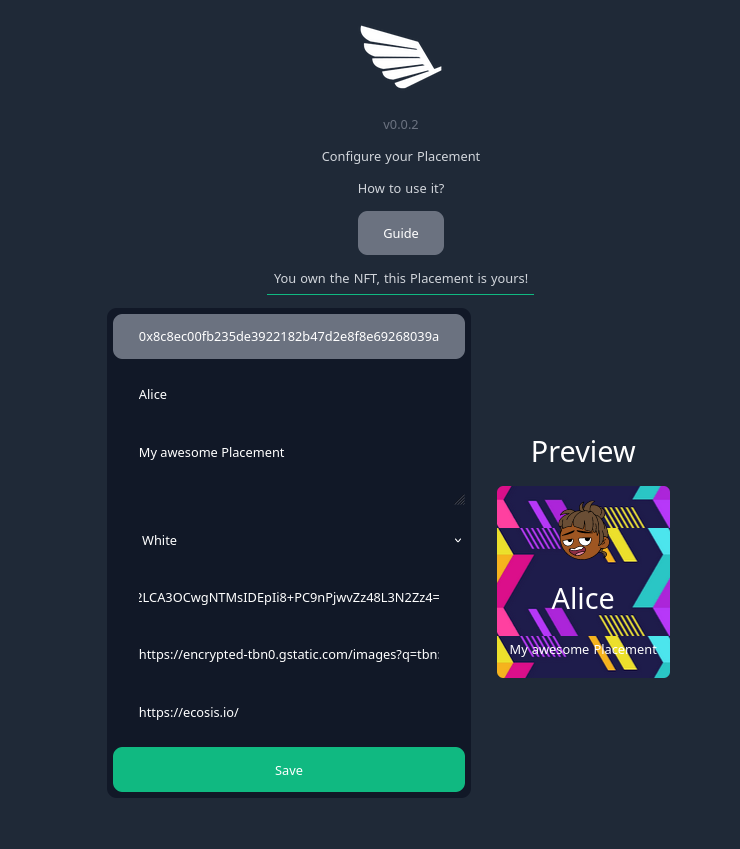 v0.0.2
Configure your Placement
How to use it?
Guide
You own the NFT, this Placement is yours!
0x8c8ec00fb235de3922182b47d2e8f8e69268039a
Alice
My awesome Placement
White
?LCA3OCwgNTMsIDEpIi8+PC9nPjwvZz48L3N2Zz4=
https://encrypted-tbn0.gstatic.com/images?q=tbn:
https://ecosis.io/
Save
Preview
Alice
My awesome Placement